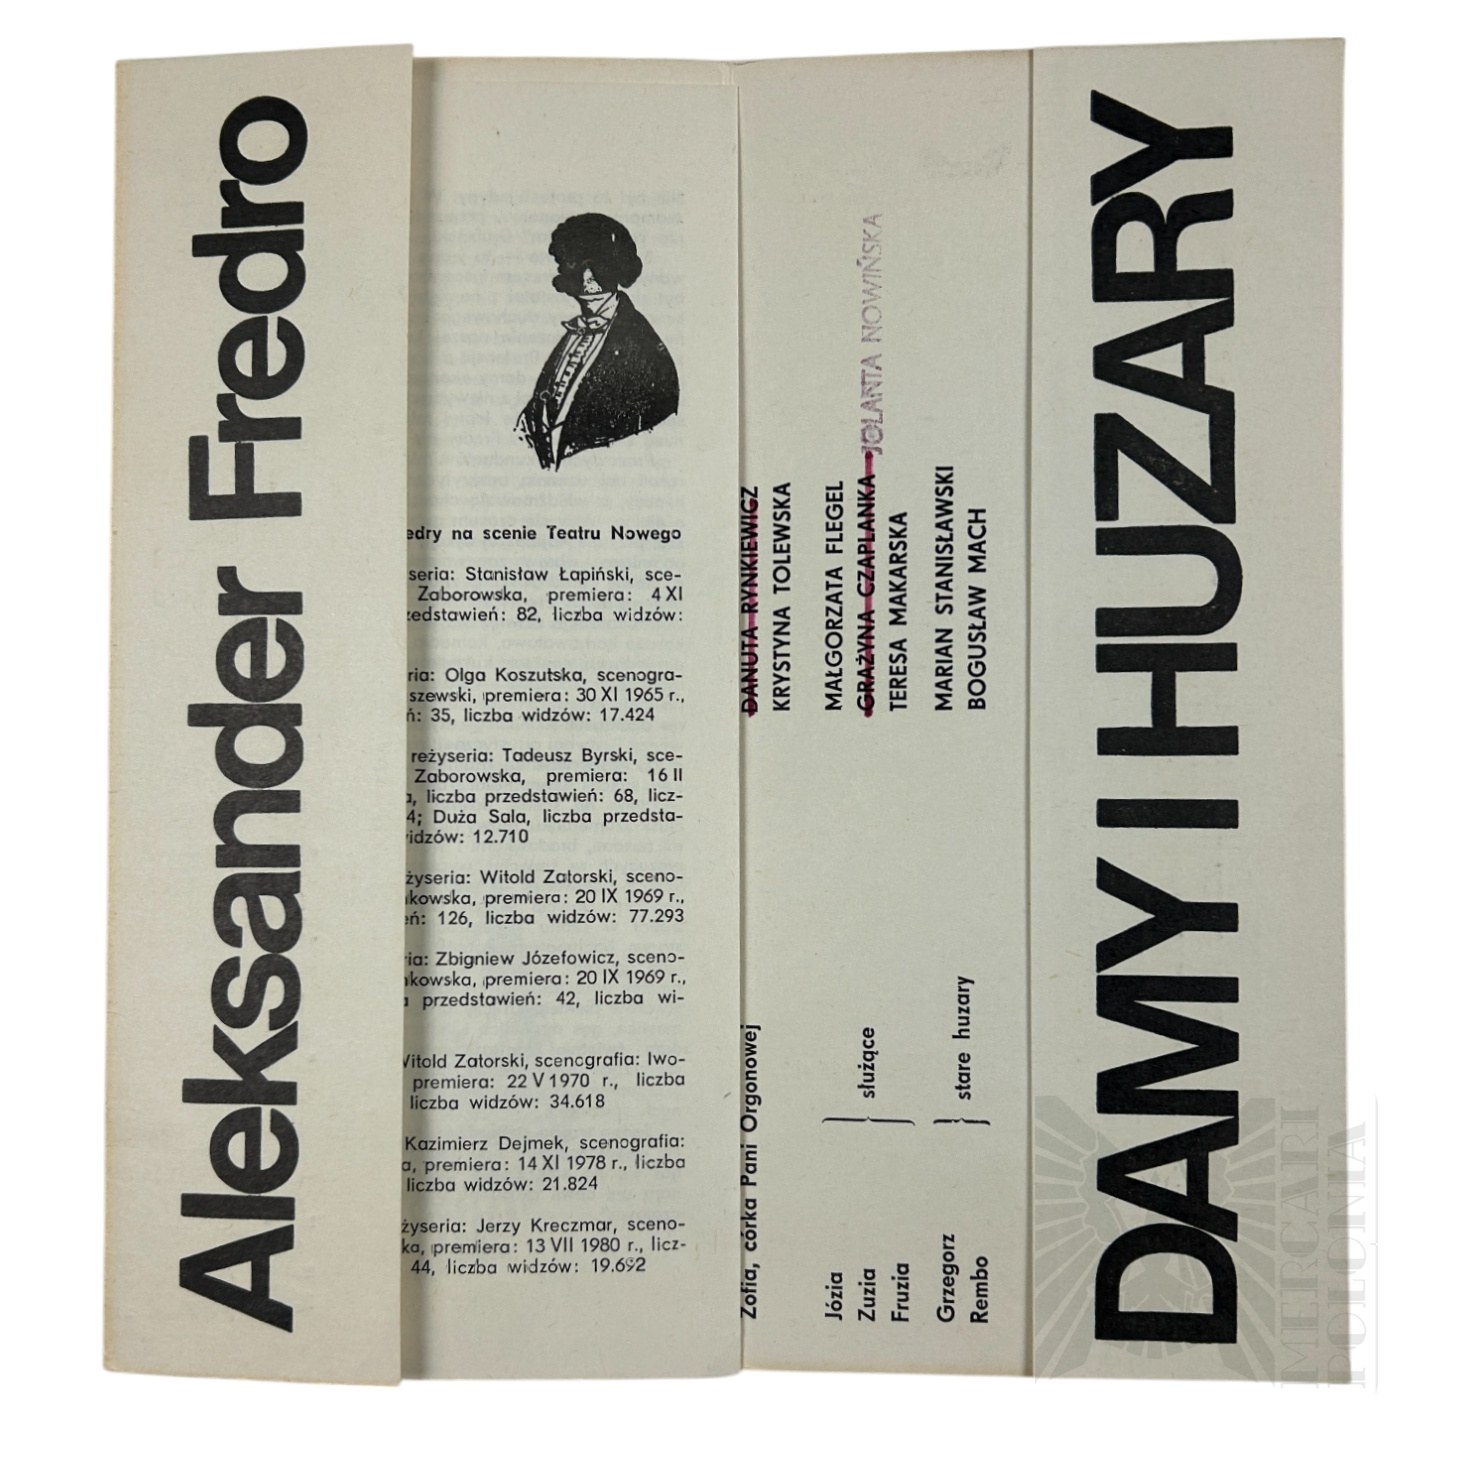 Aleksander Fredro
edry na scenie Teatru Nowego
seria: Stanisław Łapiński, sce-
Zaborowska, premiera: 4 XI
zedstawień: 82, liczba widzów:
ria: Olga Koszutska, scenogra-
szewski, premiera: 30 XI 1965 r.,
ń: 35, liczba widzów: 17.424
reżyseria: Tadeusz Byrski, sce-
Zaborowska, premiera: 16 II
a, liczba przedstawień: 68, licz-
4; Duża Sala, liczba przedsta-
widzów: 12.710
żyseria: Witold Zatorski, sceno-
kowska, premiera: 20 IX 1969 r.,
eń: 126, liczba widzów: 77.293
ria: Zbigniew Józefowicz, sceno-
kowska, premiera: 20 IX 1969 r.,
przedstawień: 42, liczba wi-
Witold Zatorski, scenografia: Iwo-
premiera: 22 V 1970 r., liczba
liczba widzów: 34.618
Kazimierz Dejmek, scenografia:
a, premiera: 14 XI 1978 r., liczba
liczba widzów: 21.824
żyseria: Jerzy Kreczmar, sceno-
ka, premiera: 13 VII 1980 r., licz-
44, liczba widzów: 19.692
Zofia, córka Pani Orgonowej DANUTA RYNKIEWICZ
KRYSTYNA TOLEWSKA
Józia MAŁGORZATA FLEGEL
Zuzia służące GRAŻYNA CZAPLANKA JOLANTA NOWIŃSKA
Fruzia TERESA MAKARSKA
Grzegorz MARIAN STANISŁAWSKI
stare huzary
Rembo BOGUSŁAW MACH
DAMY I HUZARY
MERCARI
POLONIA